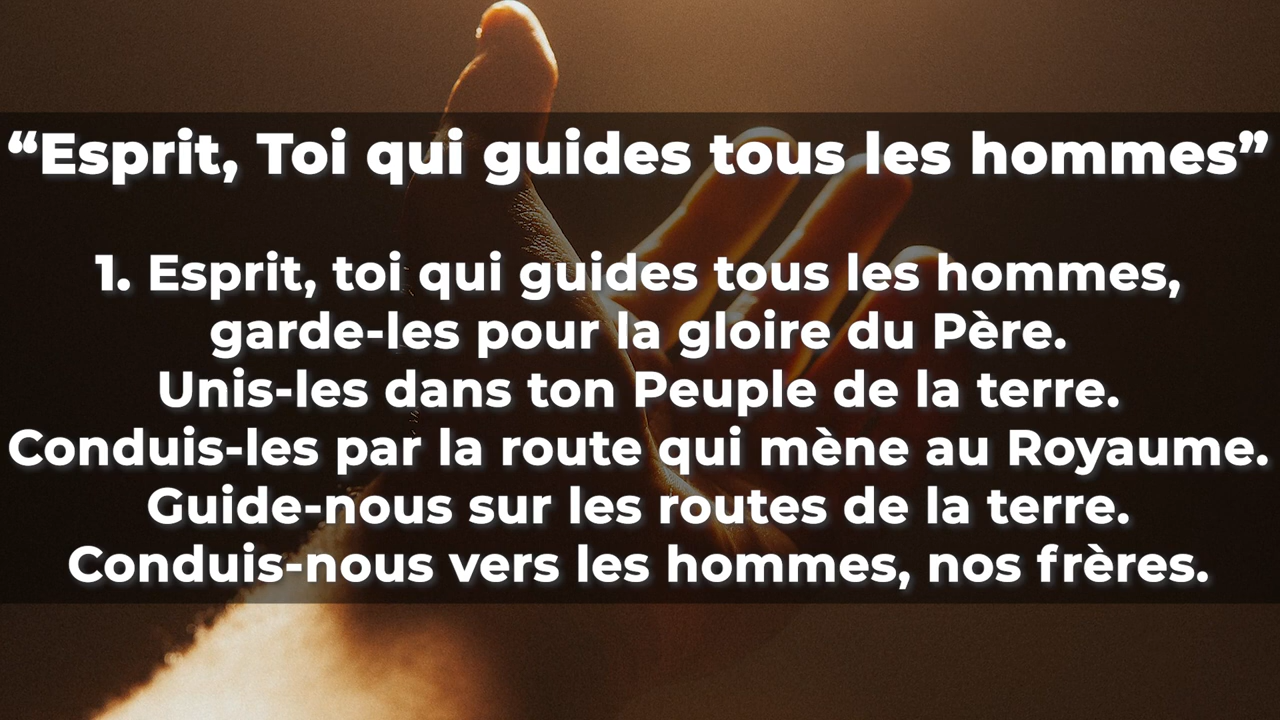 “Esprit, Toi qui guides tous les hommes”
1. Esprit, toi qui guides tous les hommes,
garde-les pour la gloire du Père.
Unis-les dans ton Peuple de la terre.
Conduis-les par la route qui mène au Royaume.
Guide-nous sur les routes de la terre.
Conduis-nous vers les hommes, nos frères.